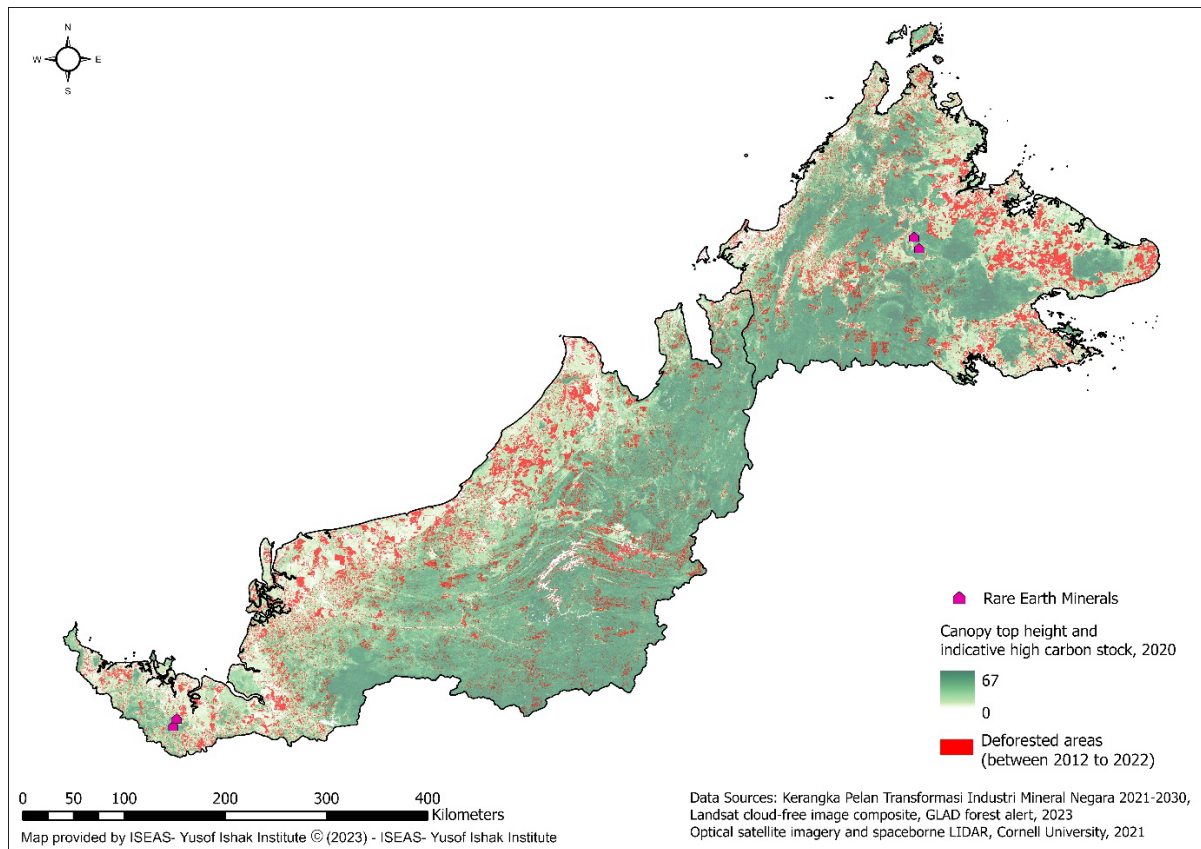 N
W
E
S
Rare Earth Minerals
Canopy top height and
indicative high carbon stock, 2020
67
0
Deforested areas
(between 2012 to 2022)
0 50 100 200 300 400
Kilometers
Map provided by ISEAS- Yusof Ishak Institute © (2023) - ISEAS- Yusof Ishak Institute
Data Sources: Kerangka Pelan Transformasi Industri Mineral Negara 2021-2030,
Landsat cloud-free image composite, GLAD forest alert, 2023
Optical satellite imagery and spaceborne LIDAR, Cornell University, 2021